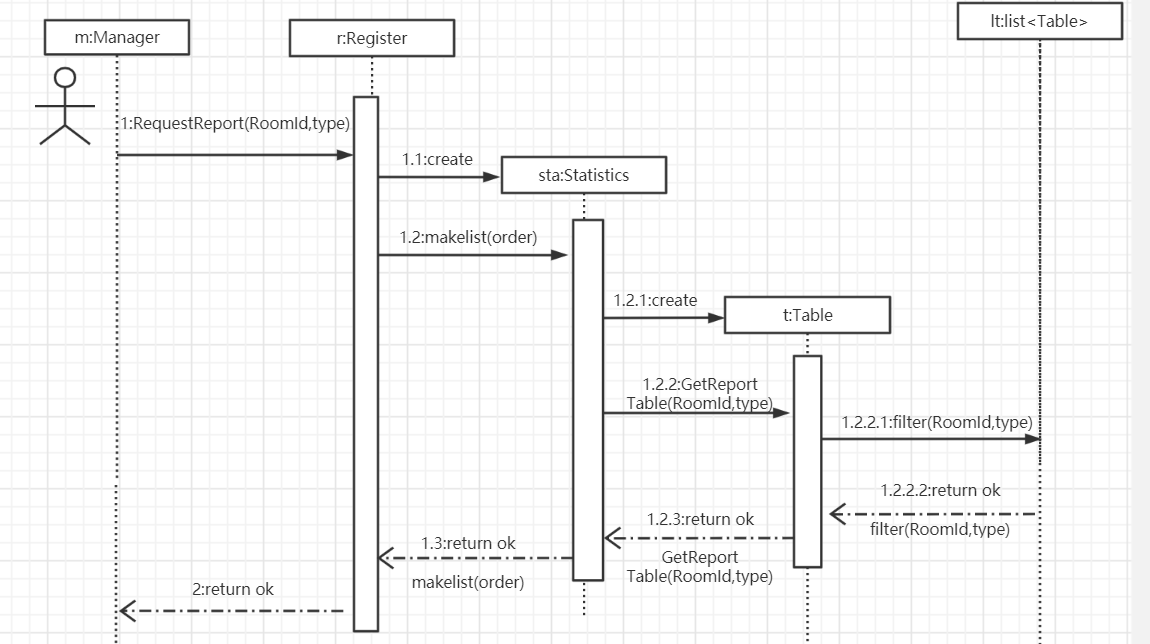 m:Manager
r:Register
lt:list<Table>
1:RequestReport(RoomId,type)
1.1:create
sta:Statistics
1.2:makelist(order)
1.2.1:create
t:Table
1.2.2:GetReport
Table(RoomId,type)
1.2.2.1:filter(RoomId,type)
1.2.2.2:return ok
filter(RoomId,type)
1.2.3:return ok
GetReport
Table(RoomId,type)
1.3:return ok
makelist(order)
2:return ok